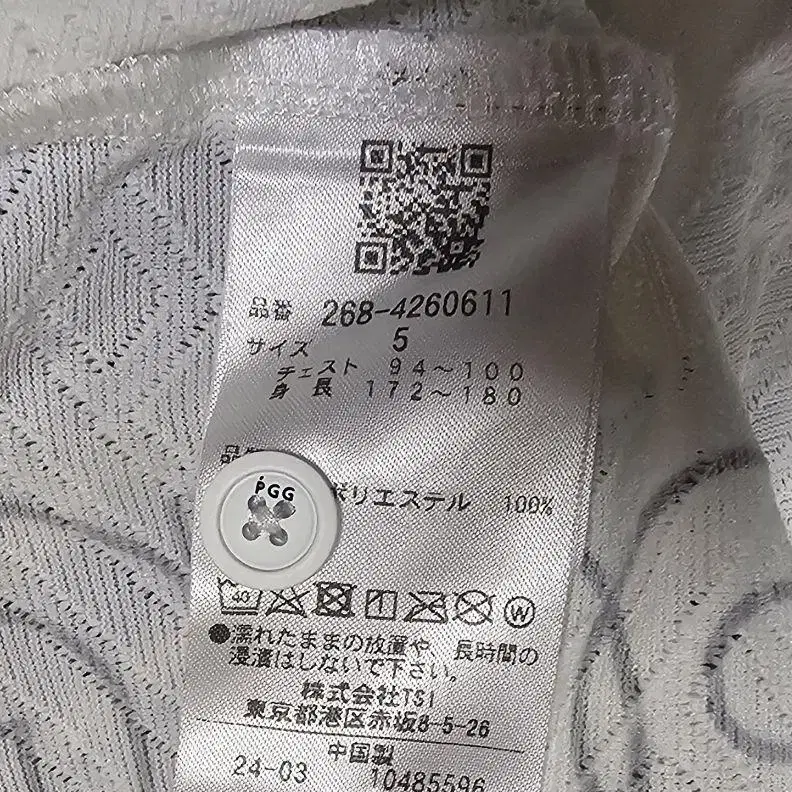 品番 268-4260611
サイズ 5
チェスト 94～100
身長 172～180
品
PGG
ポリエステル 100%
40
W
●濡れたままの放置や、長時間の
浸漬はしないで下さい。
株式会社TSI
東京都港区赤坂8-5-26
中国製
24-03 10485596